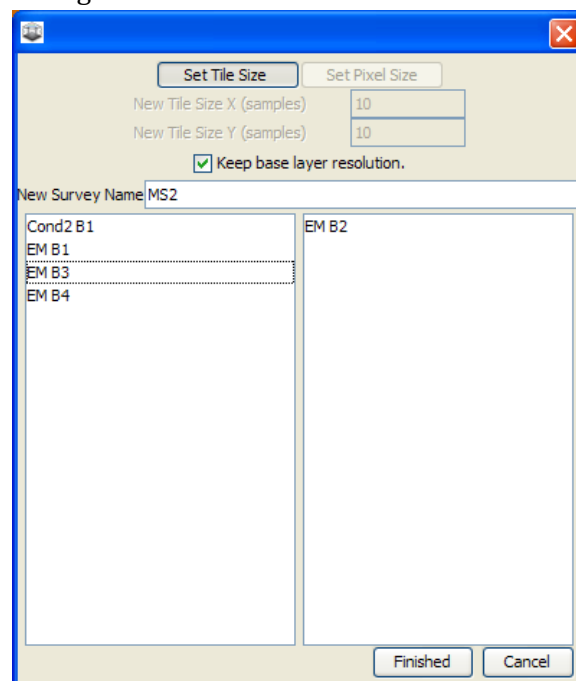 Set Tile Size Set Pixel Size
New Tile Size X (samples) 10
New Tile Size Y (samples) 10
Keep base layer resolution.
New Survey Name MS2
Cond2 B1
EM B1
EM B3
EM B4
EM B2
Finished Cancel